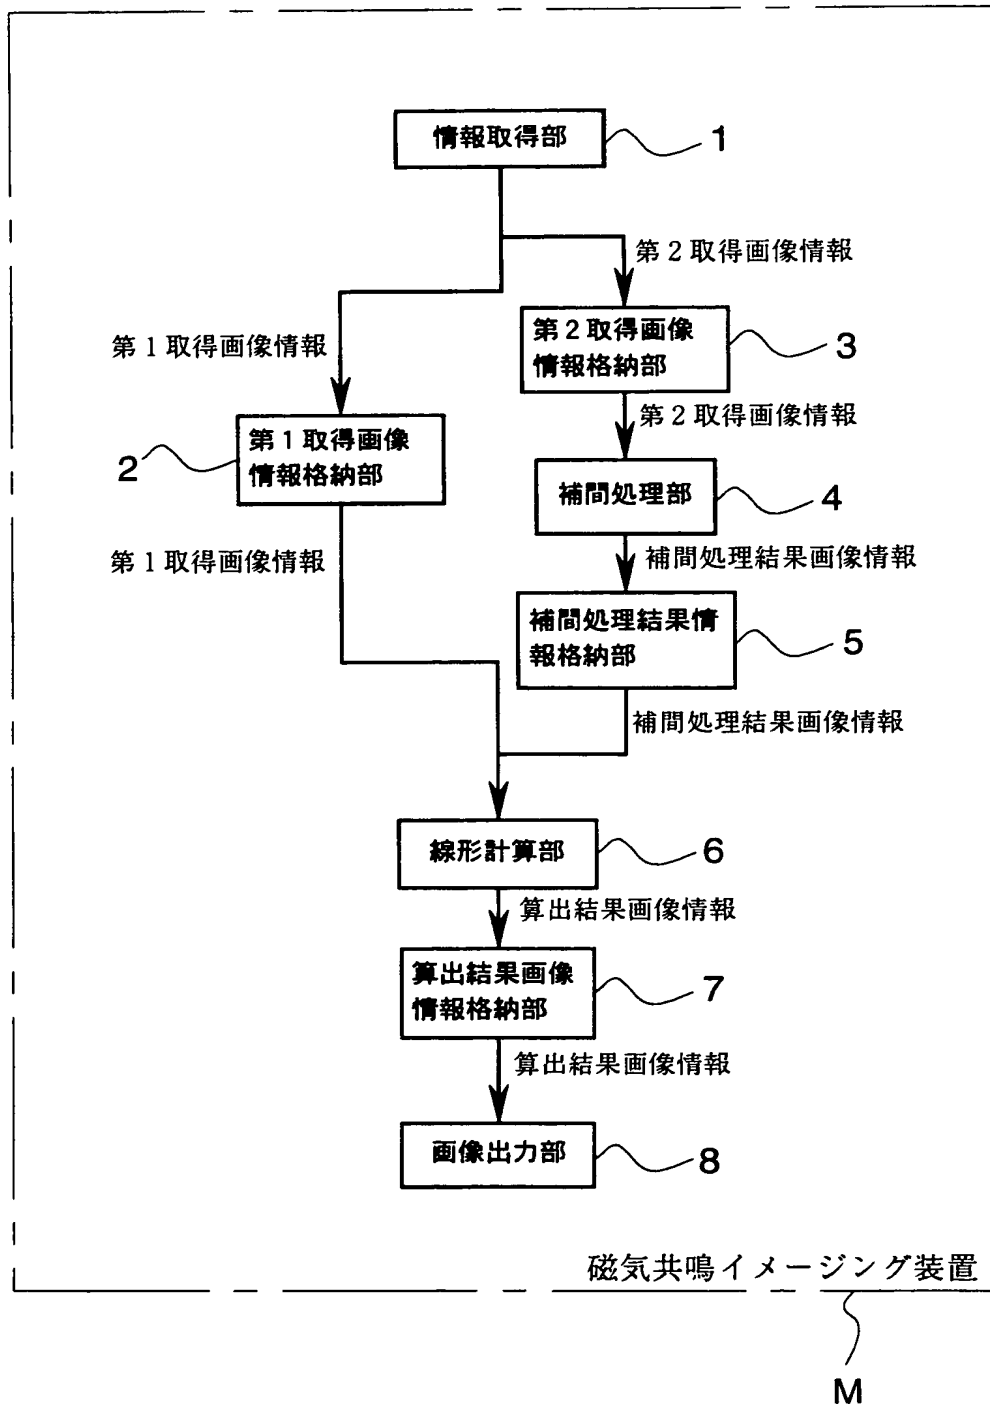 情報取得部
1
第2取得画像情報
第1取得画像情報
第2取得画像
情報格納部
3
第2取得画像情報
第1取得画像
情報格納部
2
補間処理部
4
第1取得画像情報
補間処理結果画像情報
補間処理結果情
報格納部
5
補間処理結果画像情報
線形計算部
6
算出結果画像情報
算出結果画像
情報格納部
7
算出結果画像情報
画像出力部
8
磁気共鳴イメージング装置
M